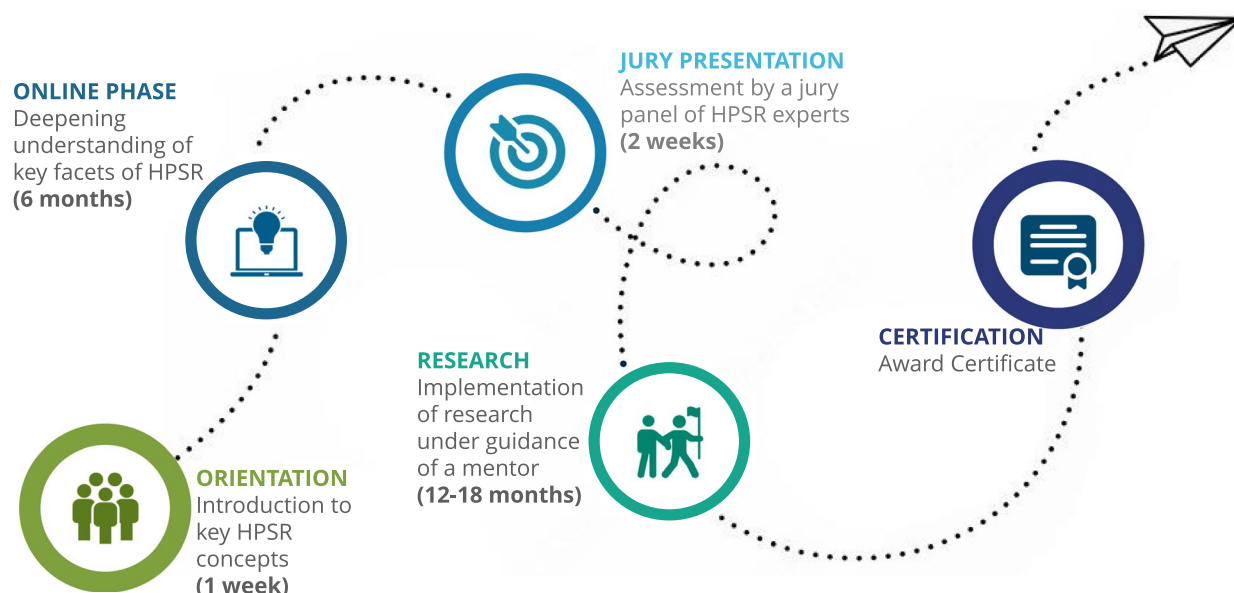 ORIENTATION
Introduction to
key HPSR
concepts
(1 week)
ONLINE PHASE
Deepening
understanding of
key facets of HPSR
(6 months)
JURY PRESENTATION
Assessment by a jury
panel of HPSR experts
(2 weeks)
RESEARCH
Implementation
of research
under guidance
of a mentor
(12-18 months)
CERTIFICATION
Award Certificate